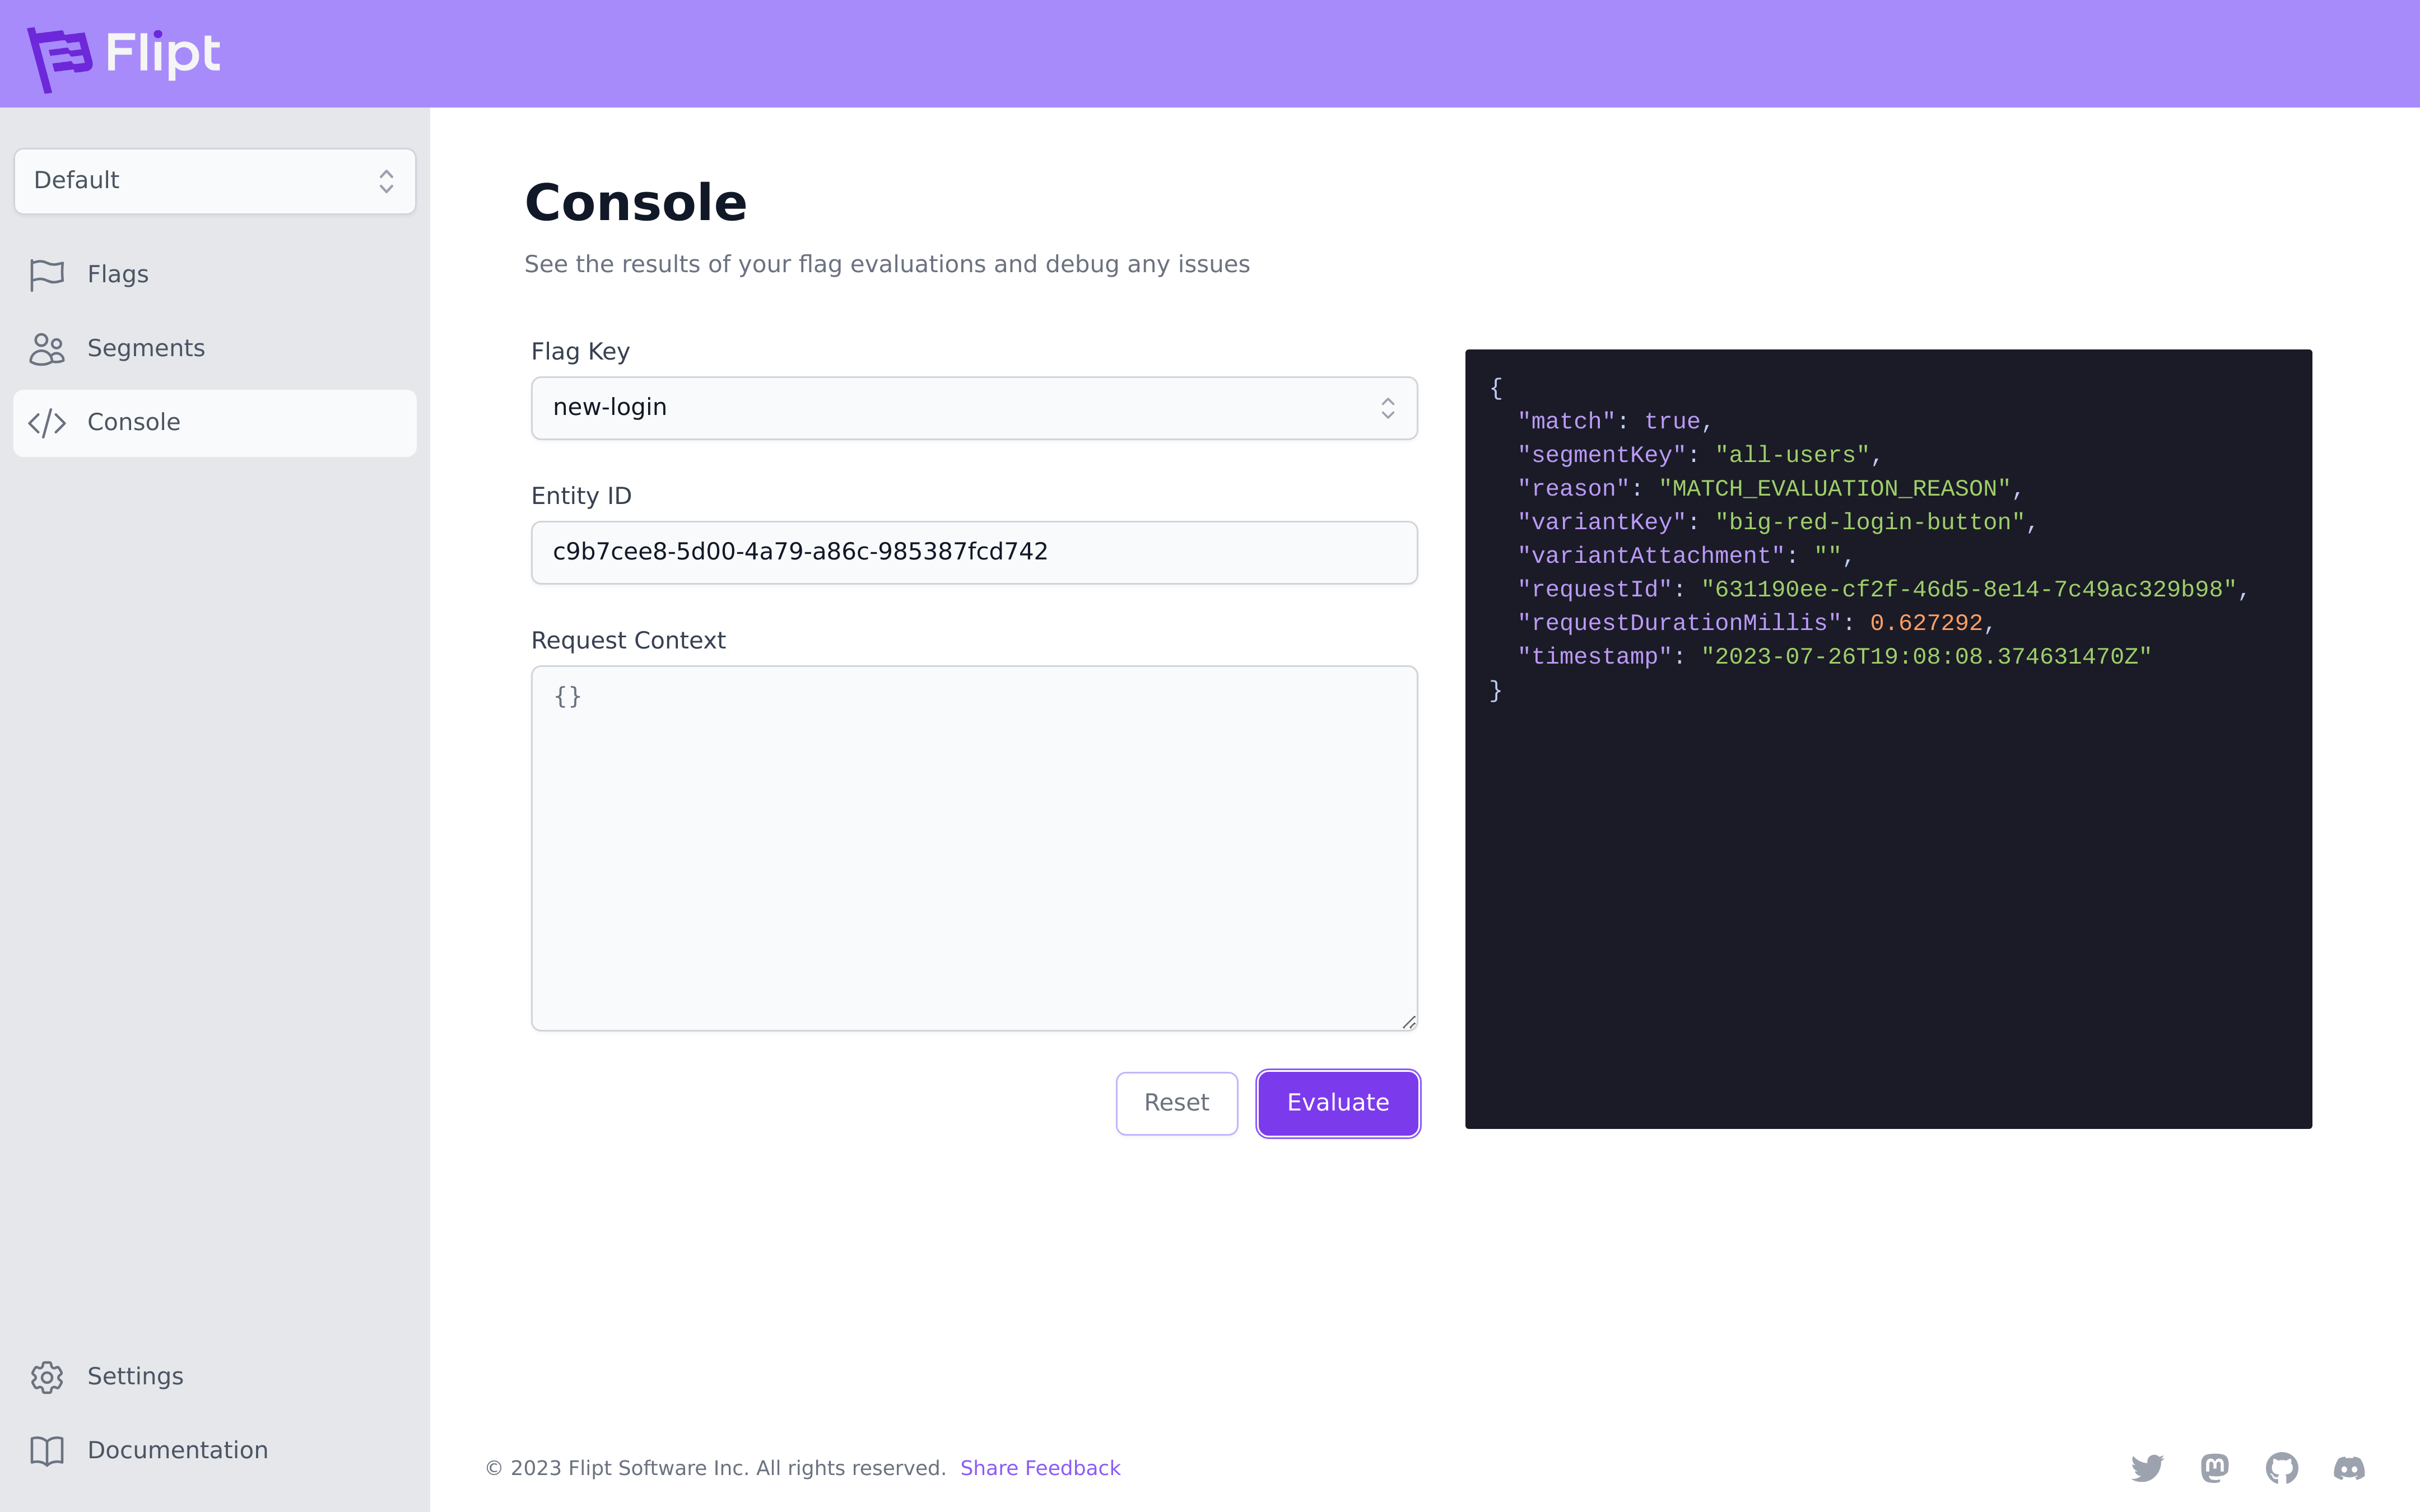 Flipt
Default
Flags
Segments
Console
Settings
Documentation
Console
See the results of your flag evaluations and debug any issues
Flag Key
new-login
Entity ID
c9b7cee8-5d00-4a79-a86c-985387fcd742
Request Context
{}
Reset
Evaluate
{
  "match": true,
  "segmentKey": "all-users",
  "reason": "MATCH_EVALUATION_REASON",
  "variantKey": "big-red-login-button",
  "variantAttachment": "",
  "requestId": "631190ee-cf2f-46d5-8e14-7c49ac329b98",
  "requestDurationMillis": 0.627292,
  "timestamp": "2023-07-26T19:08:08.374631470Z"
}
© 2023 Flipt Software Inc. All rights reserved. Share Feedback